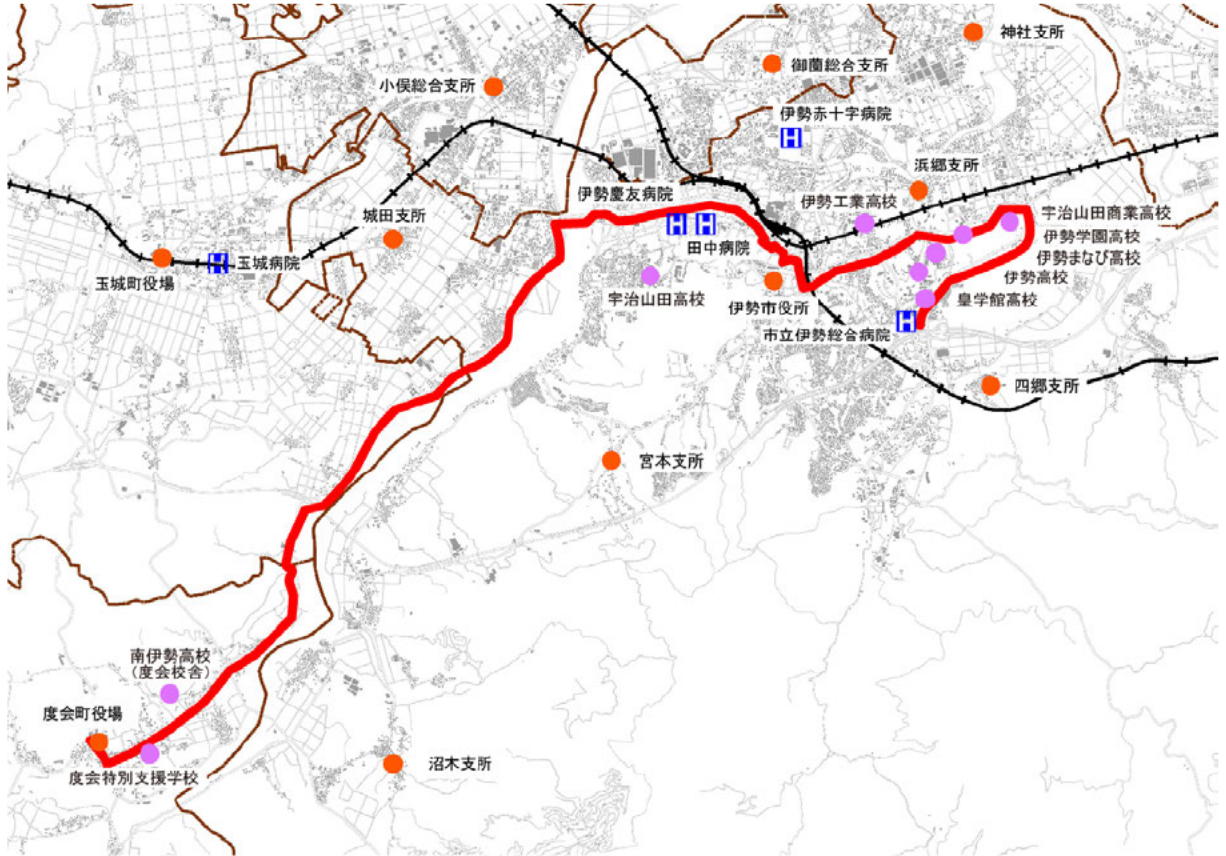 神社支所
御薗総合支所
小俣総合支所
伊勢赤十字病院
浜郷支所
伊勢慶友病院
伊勢工業高校
城田支所
宇治山田商業高校
田中病院
伊勢学園高校
玉城病院
伊勢まなび高校
玉城町役場
伊勢高校
宇治山田高校
伊勢市役所
皇学館高校
市立伊勢総合病院
四郷支所
宮本支所
南伊勢高校
(度会校舎)
度会町役場
沼木支所
度会特別支援学校
H
H
H
H
H